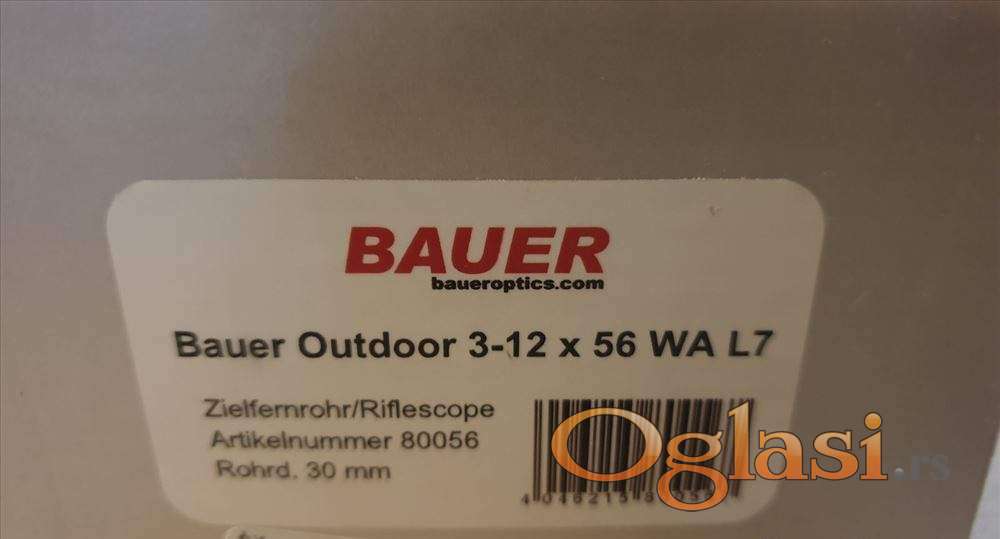 BAUER
baueroptics.com
Bauer Outdoor 3-12 x 56 WA L7
Zielfernrohr/Riflescope
Artikelnummer 80056
Rohrd. 30 mm
Oglasi.rs